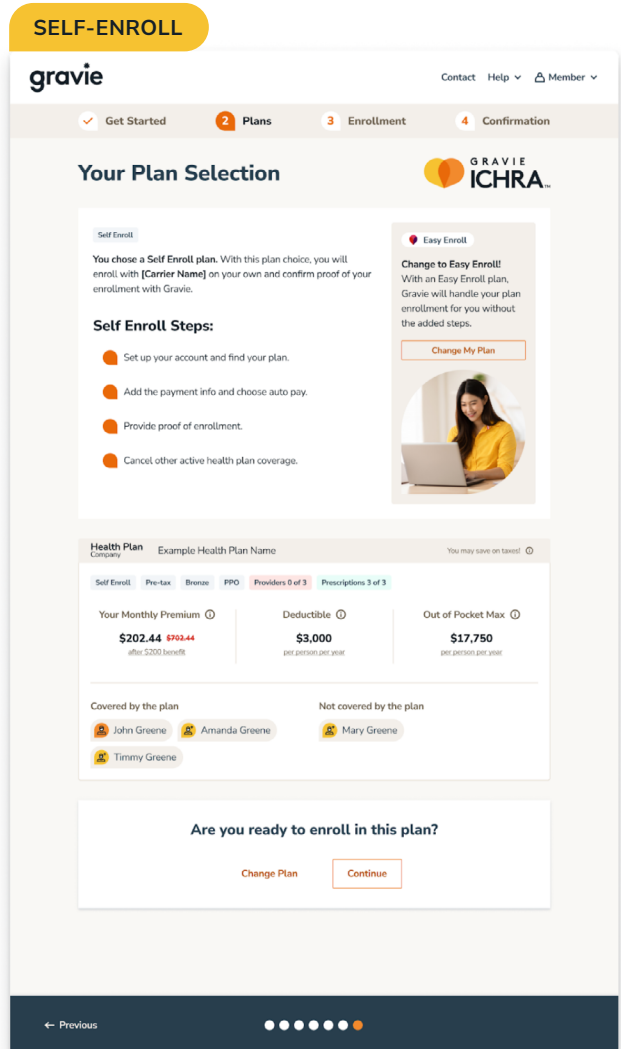 SELF-ENROLL
gravie
Contact Help Member
Get Started 2 Plans 3 Enrollment 4 Confirmation
Your Plan Selection
GRAVIE
ICHRA™
Self Enroll
You chose a Self Enroll plan. With this plan choice, you will
enroll with [Carrier Name] on your own and confirm proof of your
enrollment with Gravie.
Self Enroll Steps:
Set up your account and find your plan.
Add the payment info and choose auto pay.
Provide proof of enrollment.
Cancel other active health plan coverage.
Easy Enroll
Change to Easy Enroll!
With an Easy Enroll plan,
Gravie will handle your plan
enrollment for you without
the added steps.
Change My Plan
Health Plan
Company
Example Health Plan Name
You may save on taxes!
Self Enroll Pre-tax Bronze PPO Providers 0 of 3 Prescriptions 3 of 3
Your Monthly Premium Deductible Out of Pocket Max
$202.44 $702.44 $3,000 $17,750
after $200 benefit per person per year per person per year
Covered by the plan Not covered by the plan
John Greene Amanda Greene Mary Greene
Timmy Greene
Are you ready to enroll in this plan?
Change Plan Continue
← Previous